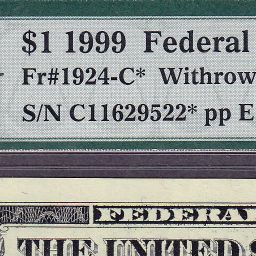 $1 1999 Federal
Fr#1924-C* Withrow
S/N C11629522* pp E
FEDERAL
THE UNITED S